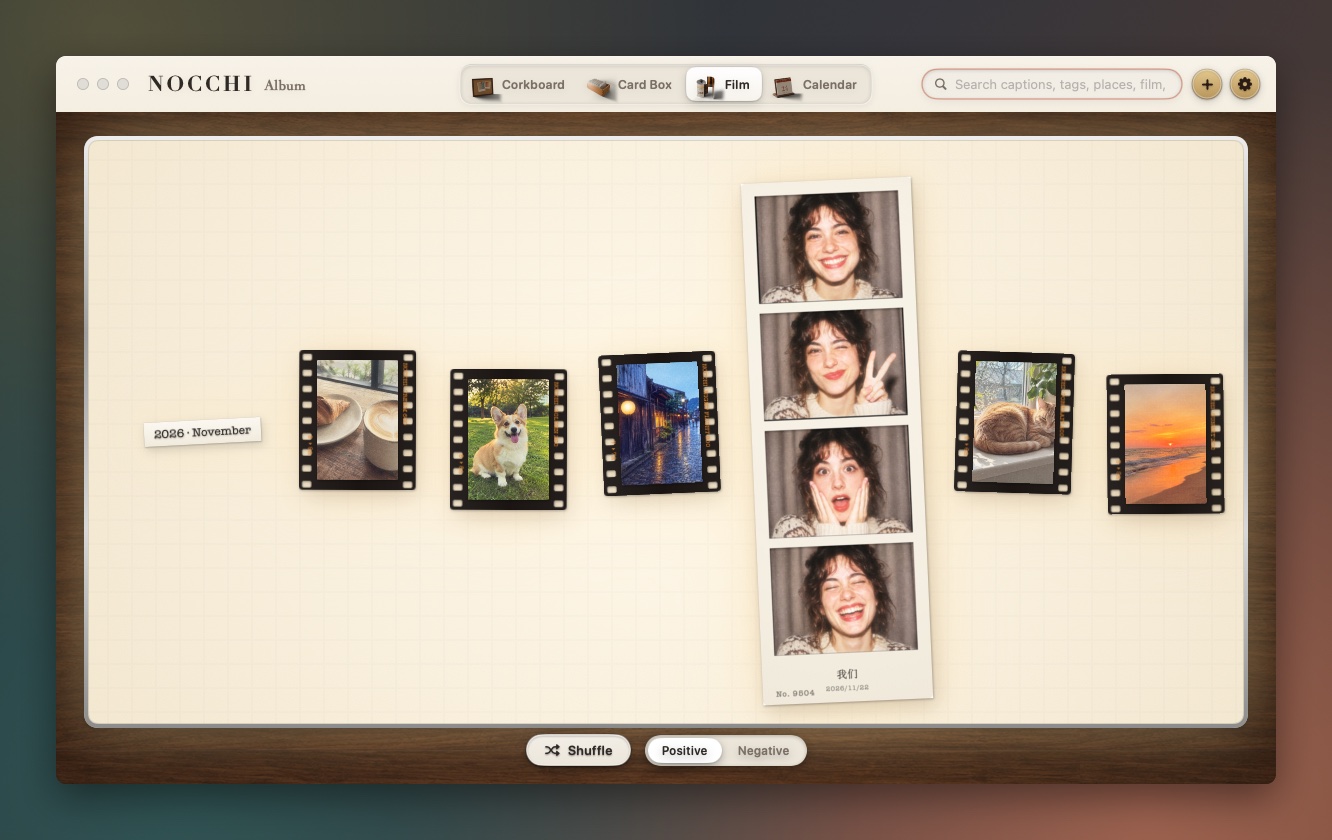 NOCCHI Album
Corkboard
Card Box
Film
Calendar
Search captions, tags, places, film,
2026 · November
我们
2026/11/22
No. 9804
Shuffle
Positive
Negative